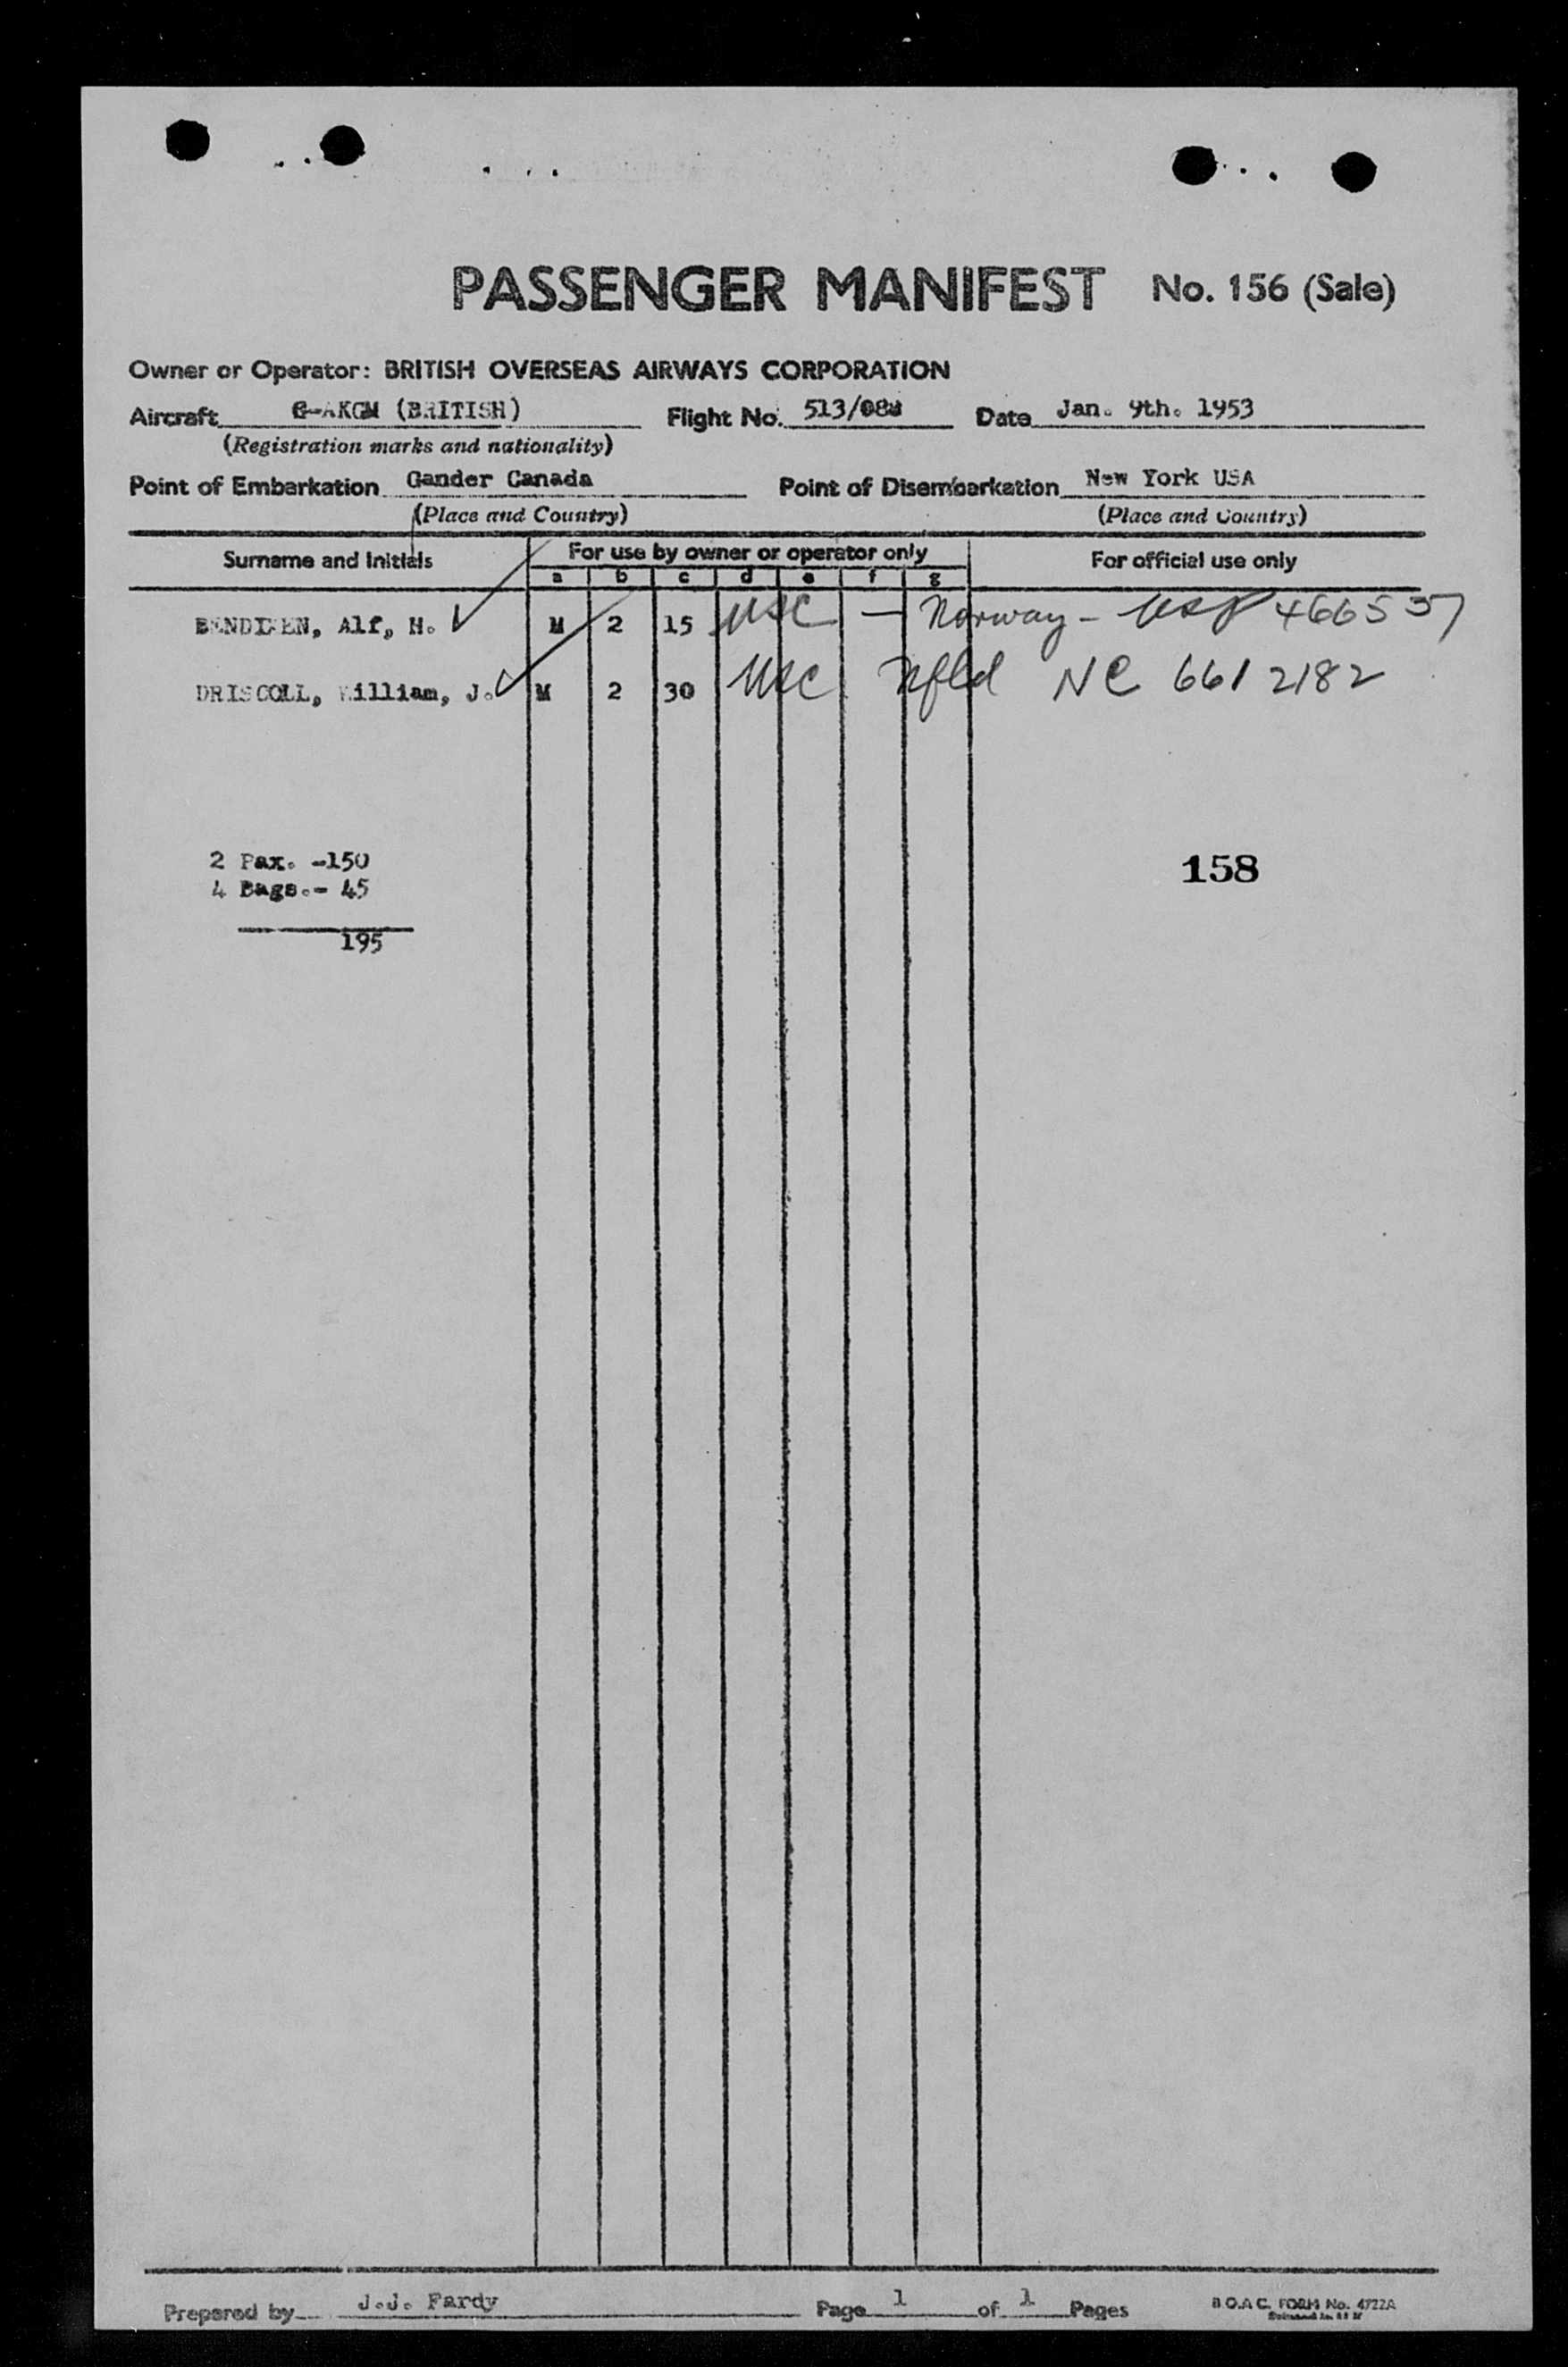 PASSENGER MANIFEST No. 156 (Sale)
Owner or Operator: BRITISH OVERSEAS AIRWAYS CORPORATION
Aircraft G-AKGM (BRITISH) Flight No. 513/088 Date Jan. 9th. 1953
(Registration marks and nationality)
Point of Embarkation Gander Canada Point of Disembarkation New York USA
(Place and Country) (Place and Country)
Surname and Initials For use by owner or operator only For official use only
a b c d e f g
BENDIXEN, Alf, H. M 2 15 USC - Norway - USP 466537
DRISCOLL, William, J. M 2 30 USC Nfld NC 6612182
2 Pax. -150
4 Bags.- 45
195
158
Prepared by J.J. Fardy Page 1 of 1 Pages B.O.A.C. FORM No. 4722A